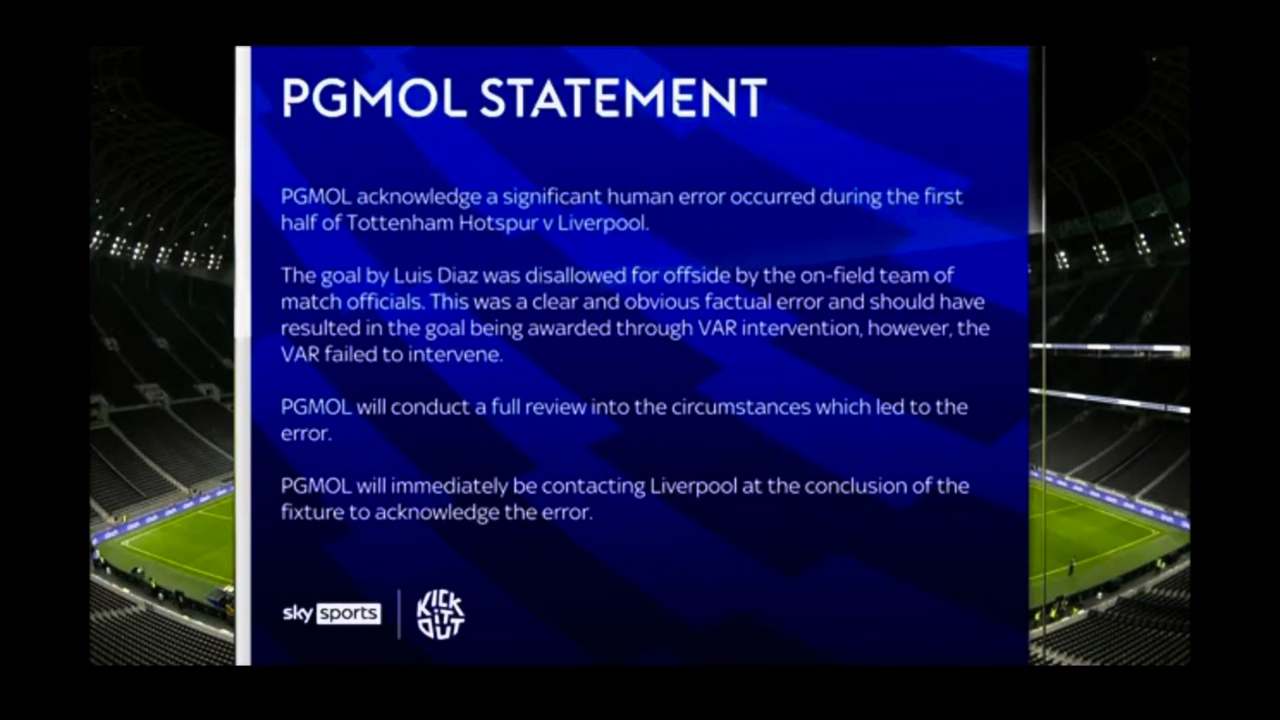 PGMOL STATEMENT
PGMOL acknowledge a significant human error occurred during the first
half of Tottenham Hotspur v Liverpool.
The goal by Luis Diaz was disallowed for offside by the on-field team of
match officials. This was a clear and obvious factual error and should have
resulted in the goal being awarded through VAR intervention, however, the
VAR failed to intervene.
PGMOL will conduct a full review into the circumstances which led to the
error.
PGMOL will immediately be contacting Liverpool at the conclusion of the
fixture to acknowledge the error.
sky sports
KICK
IT
OUT